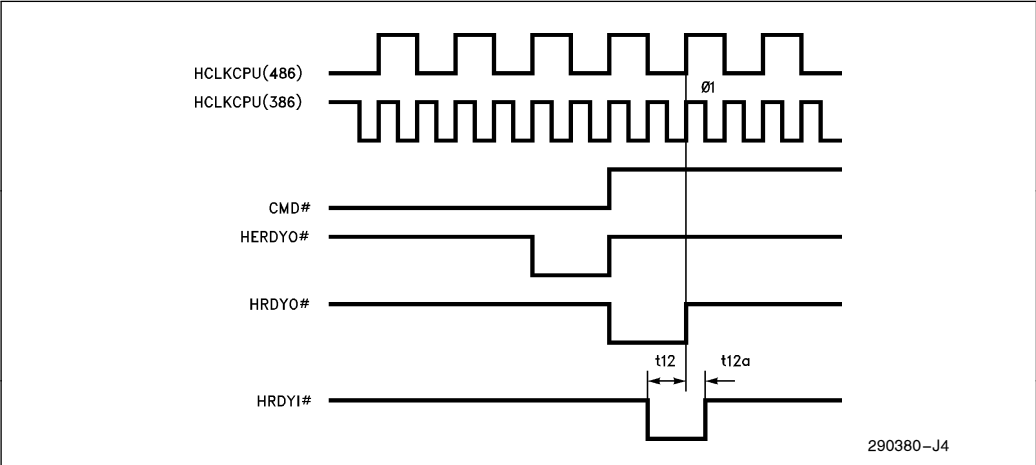 HCLKCPU(486)
Ø1
HCLKCPU(386)
CMD#
HERDYO#
HRDYO#
t12 t12a
HRDYI#
290380-J4